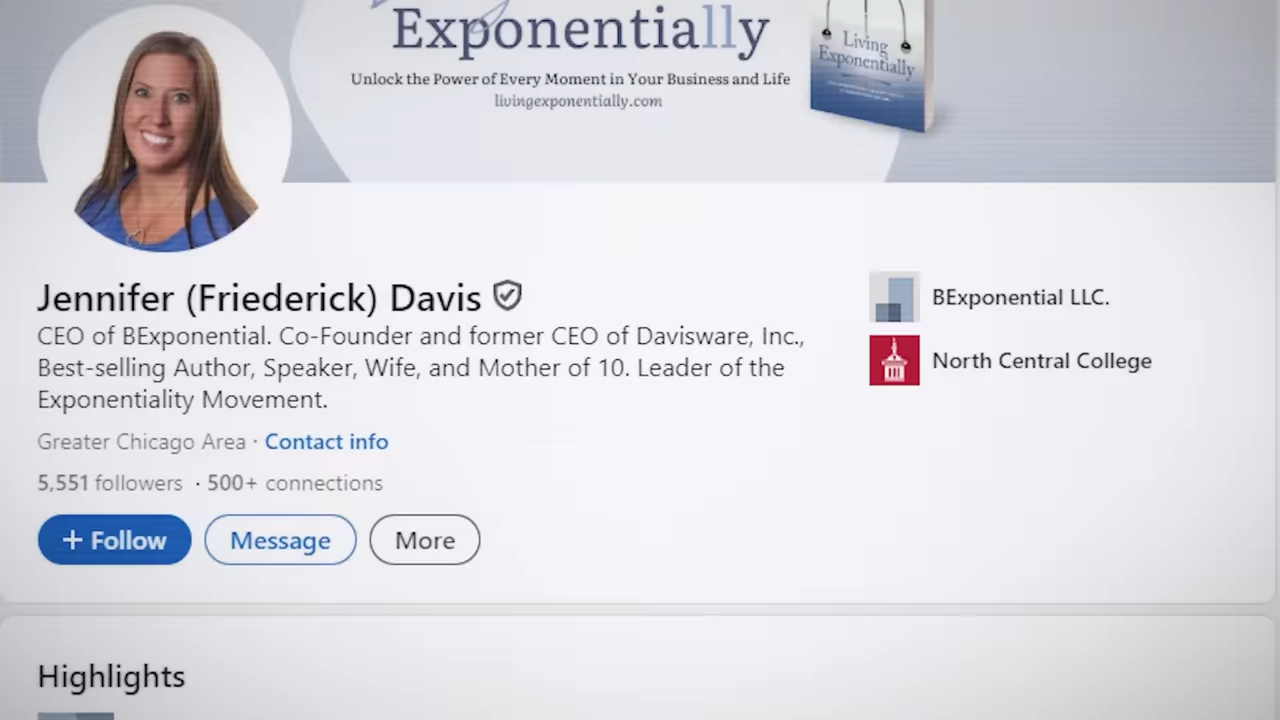 Exponentially
Unlock the Power of Every Moment in Your Business and Life
livingexponentially.com
Living
Exponentially
Jennifer (Friederick) Davis
CEO of BExponential. Co-Founder and former CEO of Davisware, Inc.,
Best-selling Author, Speaker, Wife, and Mother of 10. Leader of the
Exponentiality Movement.
Greater Chicago Area · Contact info
5,551 followers · 500+ connections
+ Follow
Message
More
BExponential LLC.
North Central College
Highlights